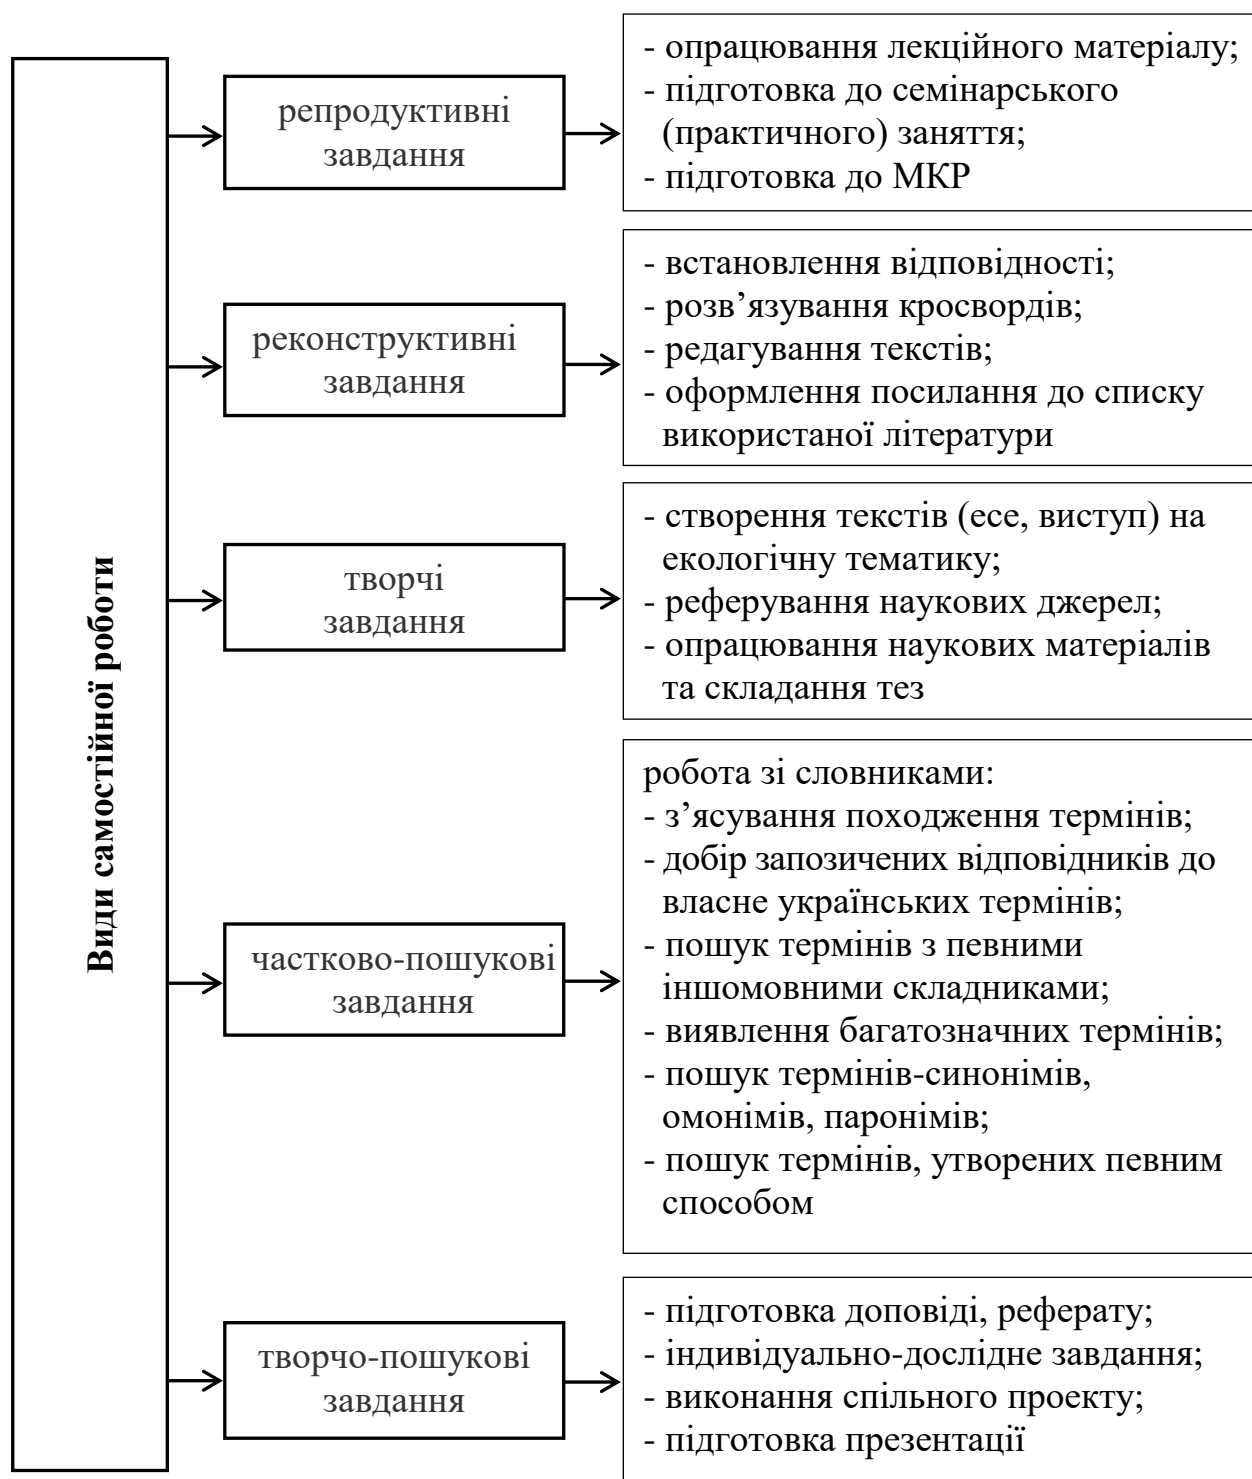 Види самостійної роботи
репродуктивні
завдання
- опрацювання лекційного матеріалу;
- підготовка до семінарського
(практичного) заняття;
- підготовка до МКР
реконструктивні
завдання
- встановлення відповідності;
- розв’язування кросвордів;
- редагування текстів;
- оформлення посилання до списку
використаної літератури
творчі
завдання
- створення текстів (есе, виступ) на
екологічну тематику;
- реферування наукових джерел;
- опрацювання наукових матеріалів
та складання тез
частково-пошукові
завдання
робота зі словниками:
- з’ясування походження термінів;
- добір запозичених відповідників до
власне українських термінів;
- пошук термінів з певними
іншомовними складниками;
- виявлення багатозначних термінів;
- пошук термінів-синонімів,
омонімів, паронімів;
- пошук термінів, утворених певним
способом
творчо-пошукові
завдання
- підготовка доповіді, реферату;
- індивідуально-дослідне завдання;
- виконання спільного проекту;
- підготовка презентації